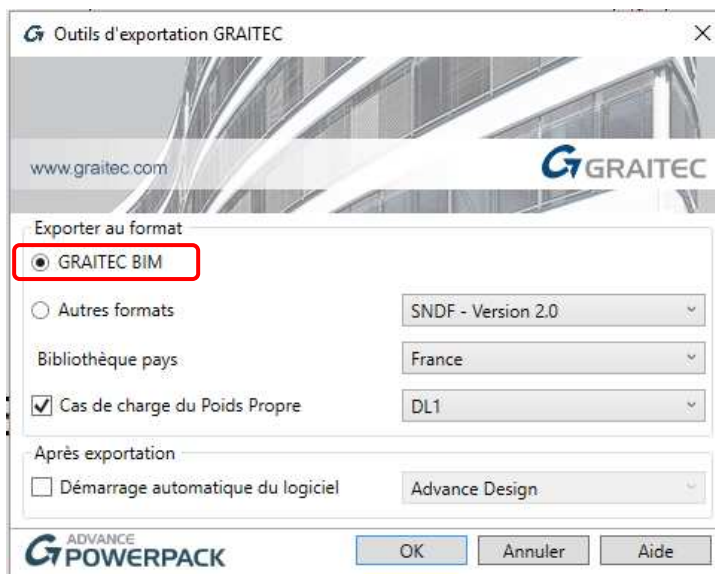 Outils d'exportation GRAITEC
www.graitec.com
GRAITEC
Exporter au format
GRAITEC BIM
Autres formats
SNDF - Version 2.0
Bibliothèque pays
France
Cas de charge du Poids Propre
DL1
Après exportation
Démarrage automatique du logiciel
Advance Design
ADVANCE
POWERPACK
OK
Annuler
Aide